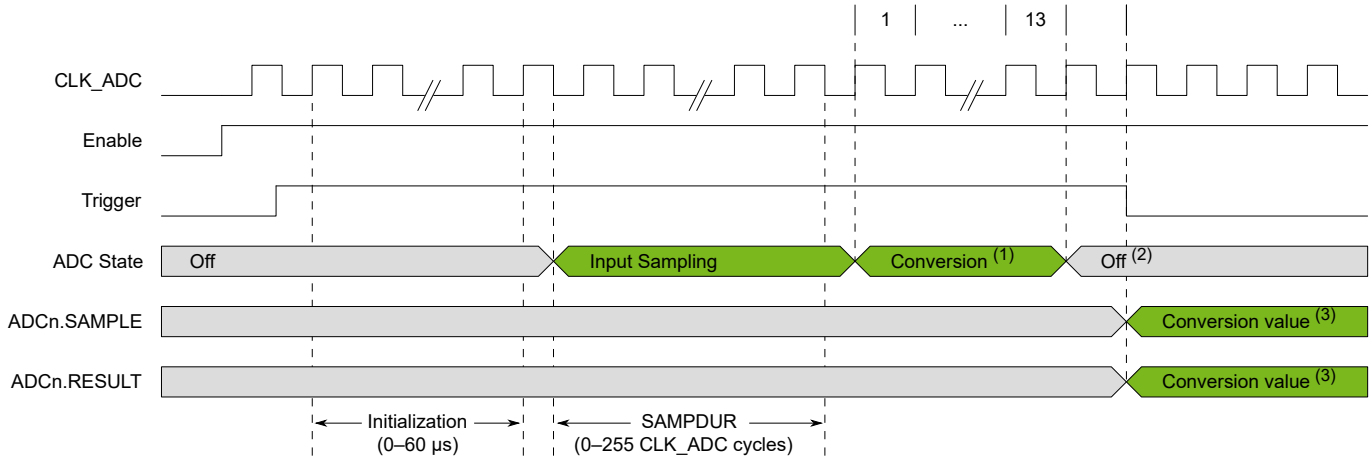 1 ... 13
CLK_ADC
Enable
Trigger
ADC State Off Input Sampling Conversion (1) Off (2)
ADCn.SAMPLE Conversion value (3)
ADCn.RESULT Conversion value (3)
Initialization SAMPDUR
(0–60 µs) (0–255 CLK_ADC cycles)